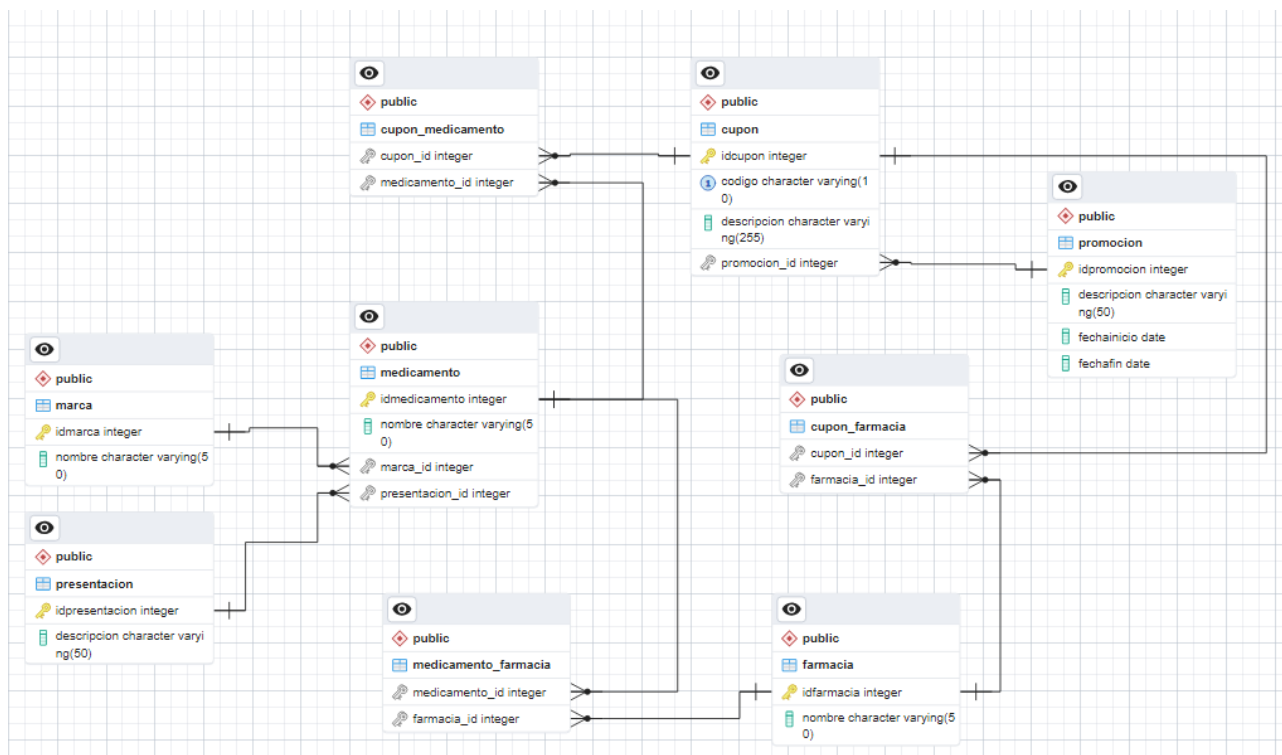 public
cupon_medicamento
cupon_id integer
medicamento_id integer
public
cupon
idcupon integer
codigo character varying(1
0)
descripcion character varyi
ng(255)
promocion_id integer
public
promocion
idpromocion integer
descripcion character varyi
ng(50)
fechainicio date
fechafin date
public
medicamento
idmedicamento integer
nombre character varying(5
0)
marca_id integer
presentacion_id integer
public
marca
idmarca integer
nombre character varying(5
0)
public
cupon_farmacia
cupon_id integer
farmacia_id integer
public
presentacion
idpresentacion integer
descripcion character varyi
ng(50)
public
medicamento_farmacia
medicamento_id integer
farmacia_id integer
public
farmacia
idfarmacia integer
nombre character varying(5
0)